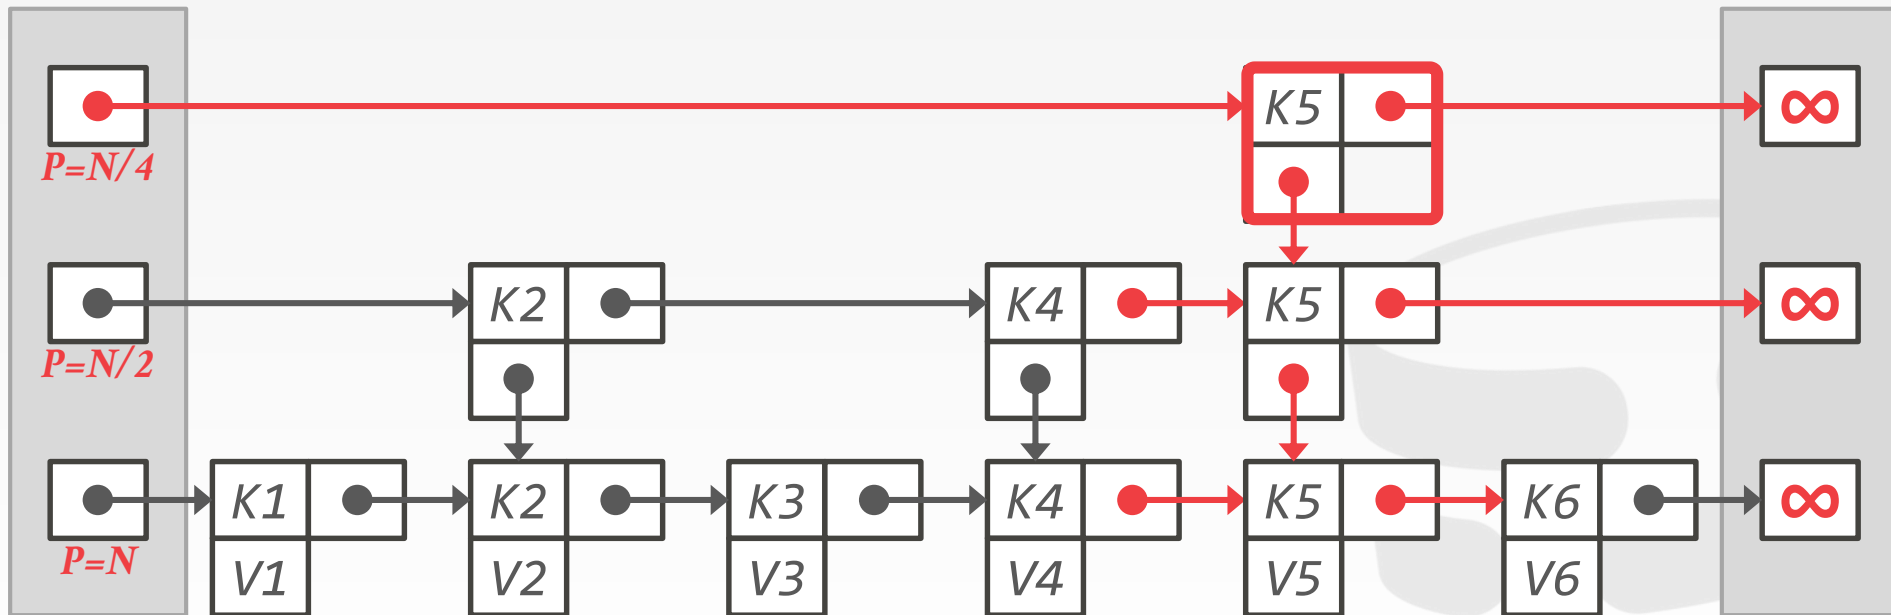 K5 ∞
P=N/4
K2 K4 K5 ∞
P=N/2
K1 K2 K3 K4 K5 K6 ∞
P=N
V1 V2 V3 V4 V5 V6